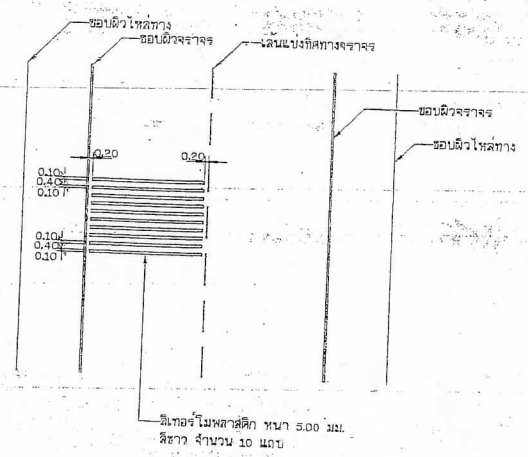 ขอบผิวไหล่ทาง
ขอบผิวจราจร
เส้นแบ่งทิศทางจราจร
ขอบผิวจราจร
ขอบผิวไหล่ทาง
0.20
0.20
0.10
0.40
0.10
0.10
0.40
0.10
สีเทอร์โมพลาสติก หนา 5.00 มม.
สีขาว จำนวน 10 แถบ